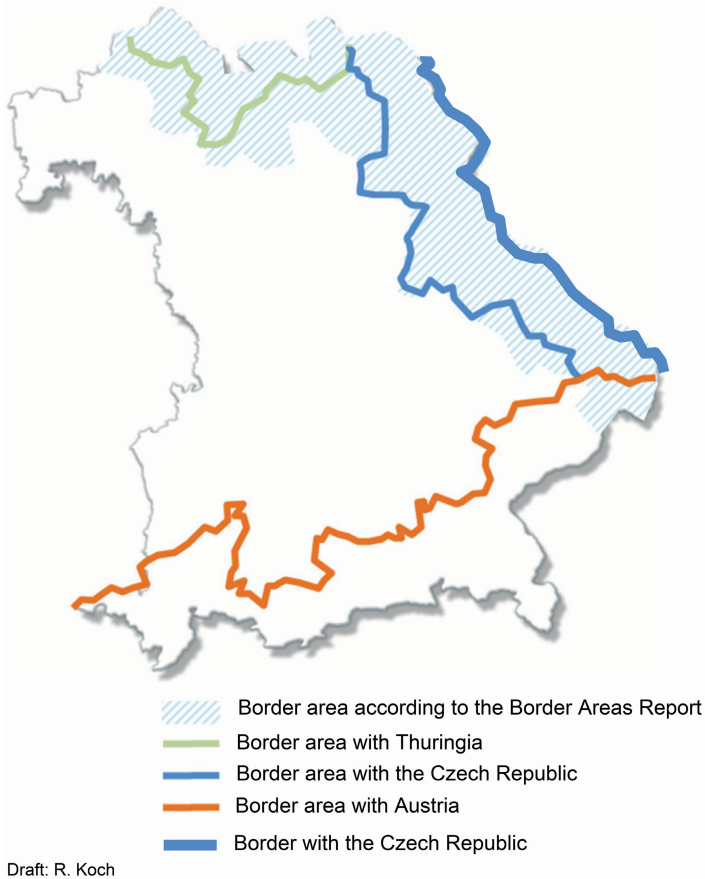 Border area according to the Border Areas Report
Border area with Thuringia
Border area with the Czech Republic
Border area with Austria
Border with the Czech Republic
Draft: R. Koch